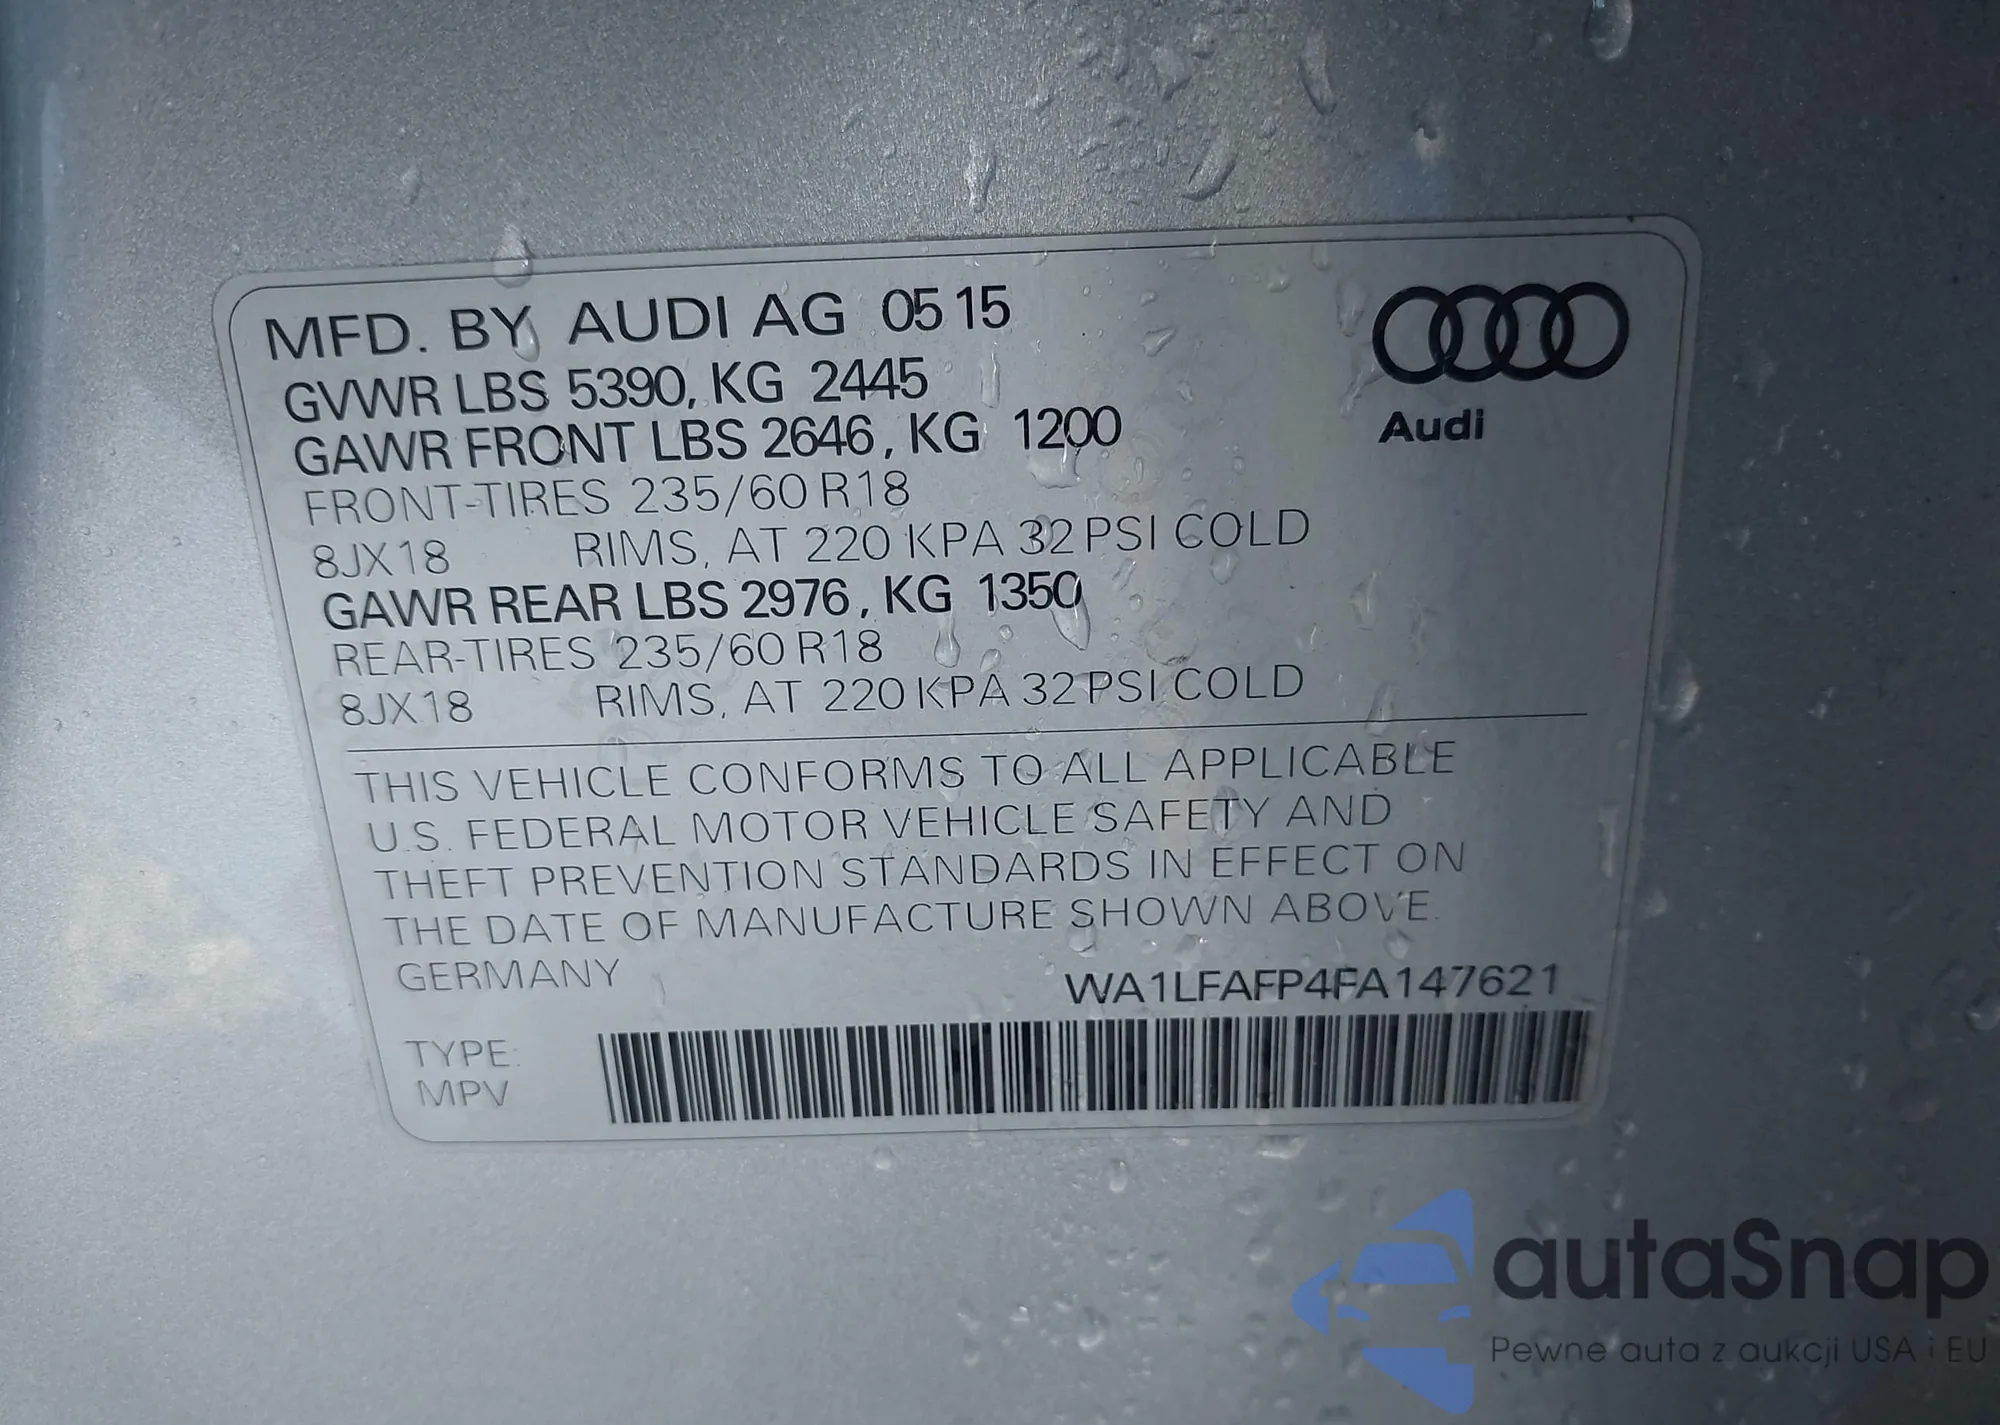 MFD. BY AUDI AG 05 15
GVWR LBS 5390, KG 2445
GAWR FRONT LBS 2646, KG 1200
FRONT-TIRES 235/60 R18
8JX18 RIMS, AT 220 KPA 32 PSI COLD
GAWR REAR LBS 2976, KG 1350
REAR-TIRES 235/60 R18
8JX18 RIMS, AT 220 KPA 32 PSI COLD
Audi
THIS VEHICLE CONFORMS TO ALL APPLICABLE
U.S. FEDERAL MOTOR VEHICLE SAFETY AND
THEFT PREVENTION STANDARDS IN EFFECT ON
THE DATE OF MANUFACTURE SHOWN ABOVE.
GERMANY WA1LFAFP4FA147621
TYPE:
MPV
autaSnap
Pewne auta z aukcji USA i EU